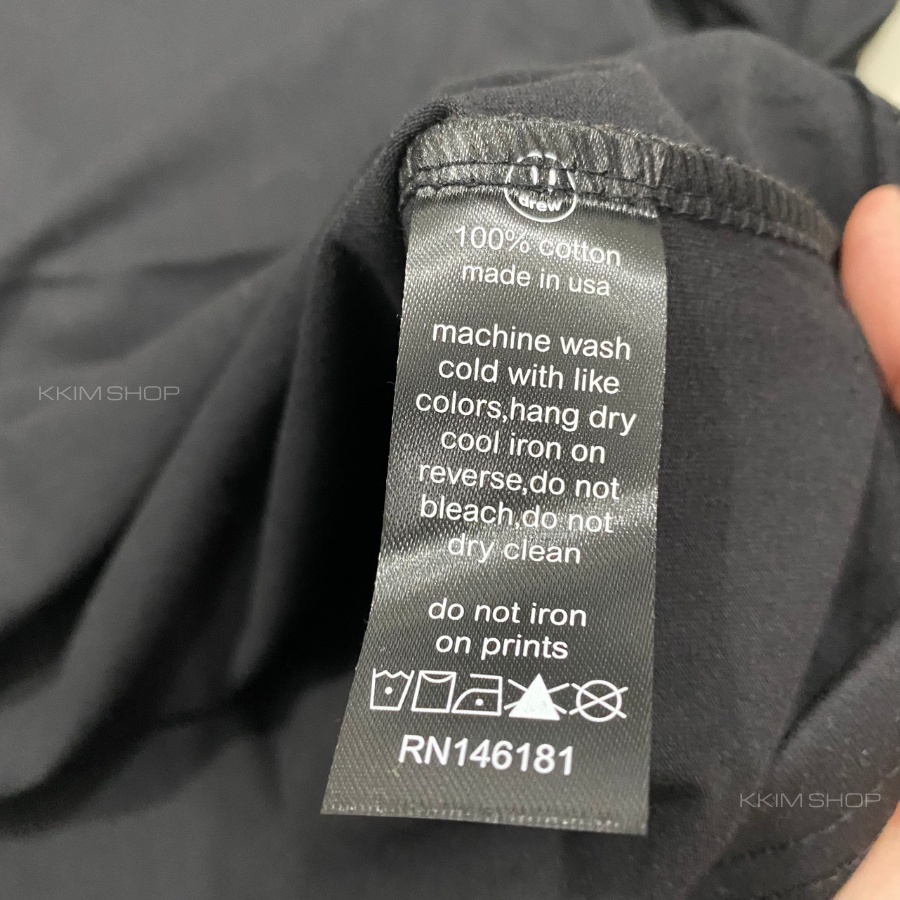 drew
100% cotton
made in usa
machine wash
cold with like
colors,hang dry
cool iron on
reverse,do not
bleach,do not
dry clean
do not iron
on prints
RN146181
KKIM SHOP
KKIM SHOP